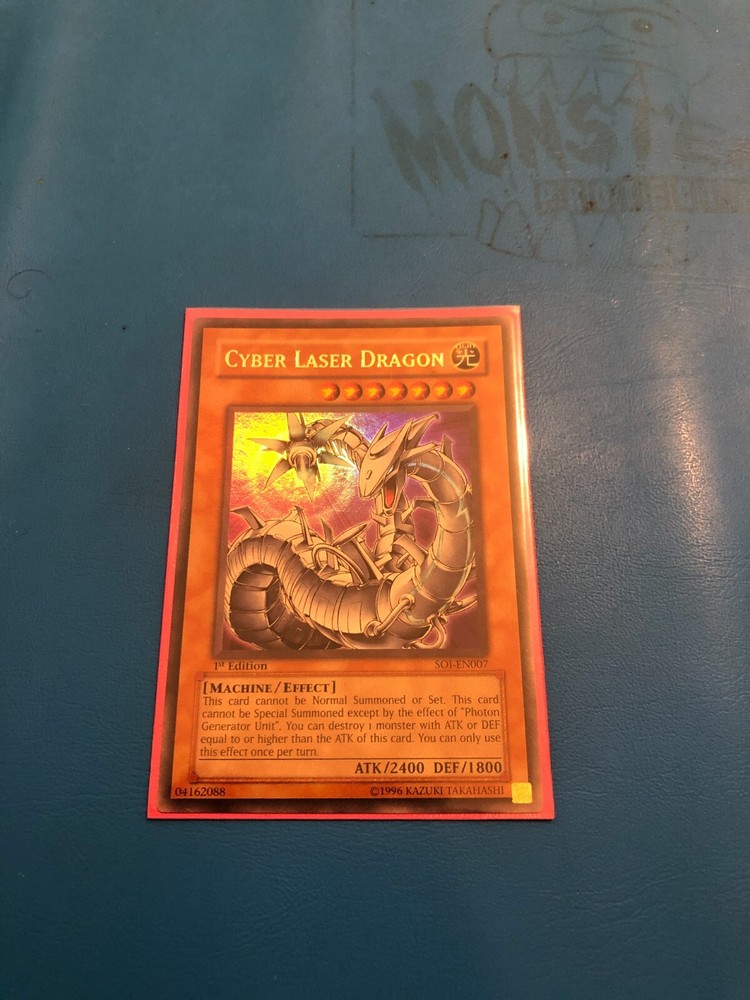 MONSTE
CYBER LASER DRAGON
LIGHT
光
1st Edition
SOI-EN007
[MACHINE/EFFECT]
This card cannot be Normal Summoned or Set. This card
cannot be Special Summoned except by the effect of "Photon
Generator Unit". You can destroy 1 monster with ATK or DEF
equal to or higher than the ATK of this card. You can only use
this effect once per turn.
ATK/2400 DEF/1800
04162088
©1996 KAZUKI TAKAHASHI